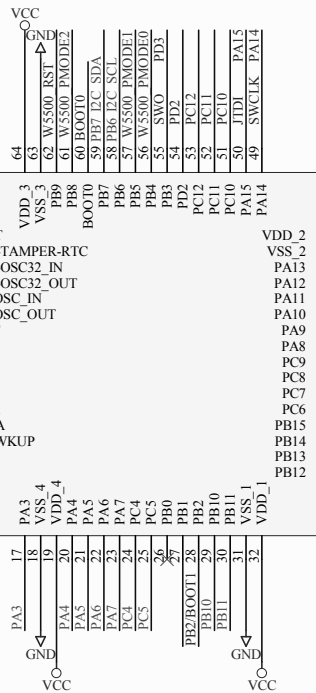 VCC
GND
64
63
62 W5500_RST
61 W5500_PMODE2
60 BOOT0
59 PB7 I2C_SDA
58 PB6 I2C_SCL
57 W5500_PMODE1
56 W5500_PMODE0
55 SWO PD3
54 PD2
53 PC12
52 PC11
51 PC10
50 JTDI PA15
49 SWCLK PA14
VDD_3
VSS_3
PB9
PB8
BOOT0
PB7
PB6
PB5
PB4
PB3
PD2
PC12
PC11
PC10
PA15
PA14
TAMPER-RTC
OSC32_IN
OSC32_OUT
OSC_IN
OSC_OUT
A
WKUP
VDD_2
VSS_2
PA13
PA12
PA11
PA10
PA9
PA8
PC9
PC8
PC7
PC6
PB15
PB14
PB13
PB12
PA3
VSS_4
VDD_4
PA4
PA5
PA6
PA7
PC4
PC5
PB0
PB1
PB2
PB10
PB11
VSS_1
VDD_1
17 PA3
18
19
20 PA4
21 PA5
22 PA6
23 PA7
24 PC4
25 PC5
26
27
28 PB2/BOOT1
29 PB10
30 PB11
31
32
GND
VCC
GND
VCC